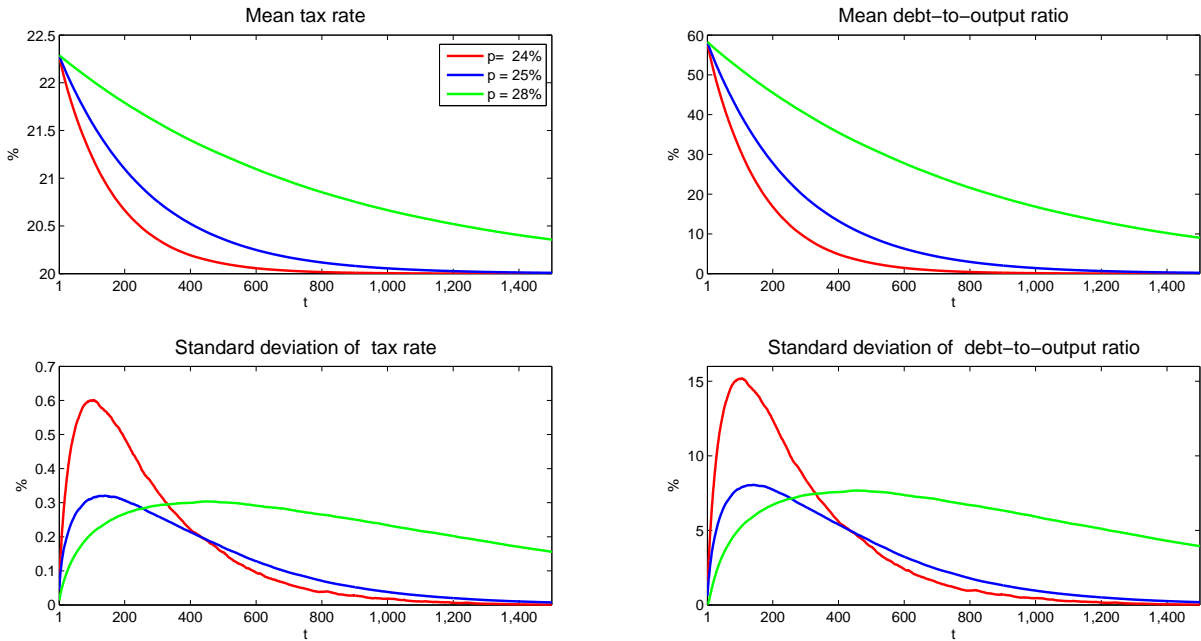 Mean tax rate
22.5
22
21.5
21
20.5
20
%
1 200 400 600 800 1,000 1,200 1,400
t
p= 24%
p = 25%
p = 28%
Mean debt−to−output ratio
60
50
40
30
20
10
0
%
1 200 400 600 800 1,000 1,200 1,400
t
Standard deviation of tax rate
0.7
0.6
0.5
0.4
0.3
0.2
0.1
0
%
1 200 400 600 800 1,000 1,200 1,400
t
Standard deviation of debt−to−output ratio
15
10
5
0
%
1 200 400 600 800 1,000 1,200 1,400
t